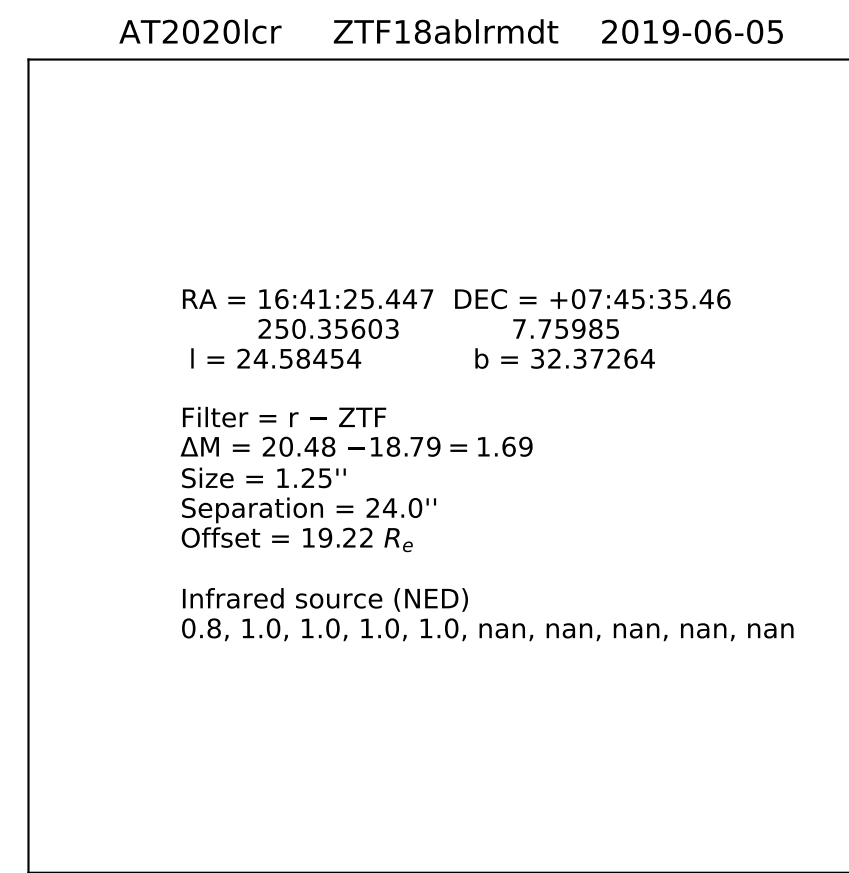 AT2020lcr ZTF18ablrmdt 2019-06-05
RA = 16:41:25.447 DEC = +07:45:35.46
250.35603 7.75985
l = 24.58454 b = 32.37264
Filter = r − ZTF
ΔM = 20.48 −18.79 = 1.69
Size = 1.25''
Separation = 24.0''
Offset = 19.22 Rₑ
Infrared source (NED)
0.8, 1.0, 1.0, 1.0, 1.0, nan, nan, nan, nan, nan